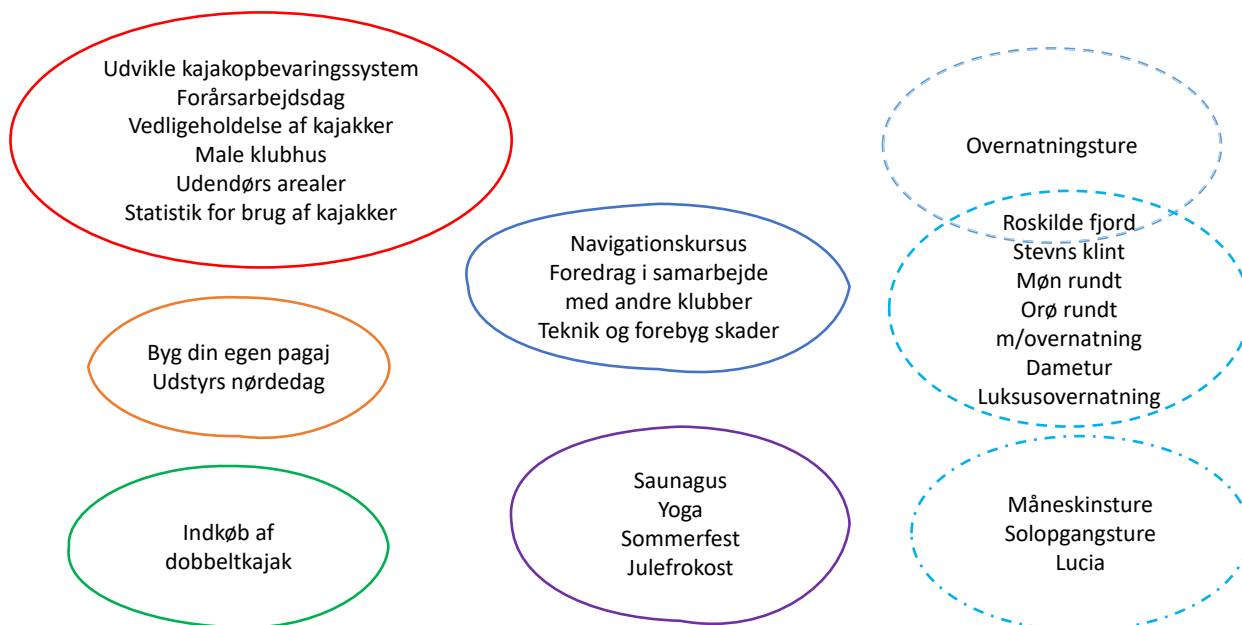 Udvikle kajakopbevaringssystem
Forårsarbejdsdag
Vedligeholdelse af kajakker
Male klubhus
Udendørs arealer
Statistik for brug af kajakker
Byg din egen pagaj
Udstyrs nørdedag
Indkøb af
dobbeltkajak
Navigationskursus
Foredrag i samarbejde
med andre klubber
Teknik og forebyg skader
Saunagus
Yoga
Sommerfest
Julefrokost
Overnatningsture
Roskilde fjord
Stevns klint
Møn rundt
Orø rundt
m/overnatning
Dametur
Luksusovernatning
Måneskinsture
Solopgangsture
Lucia